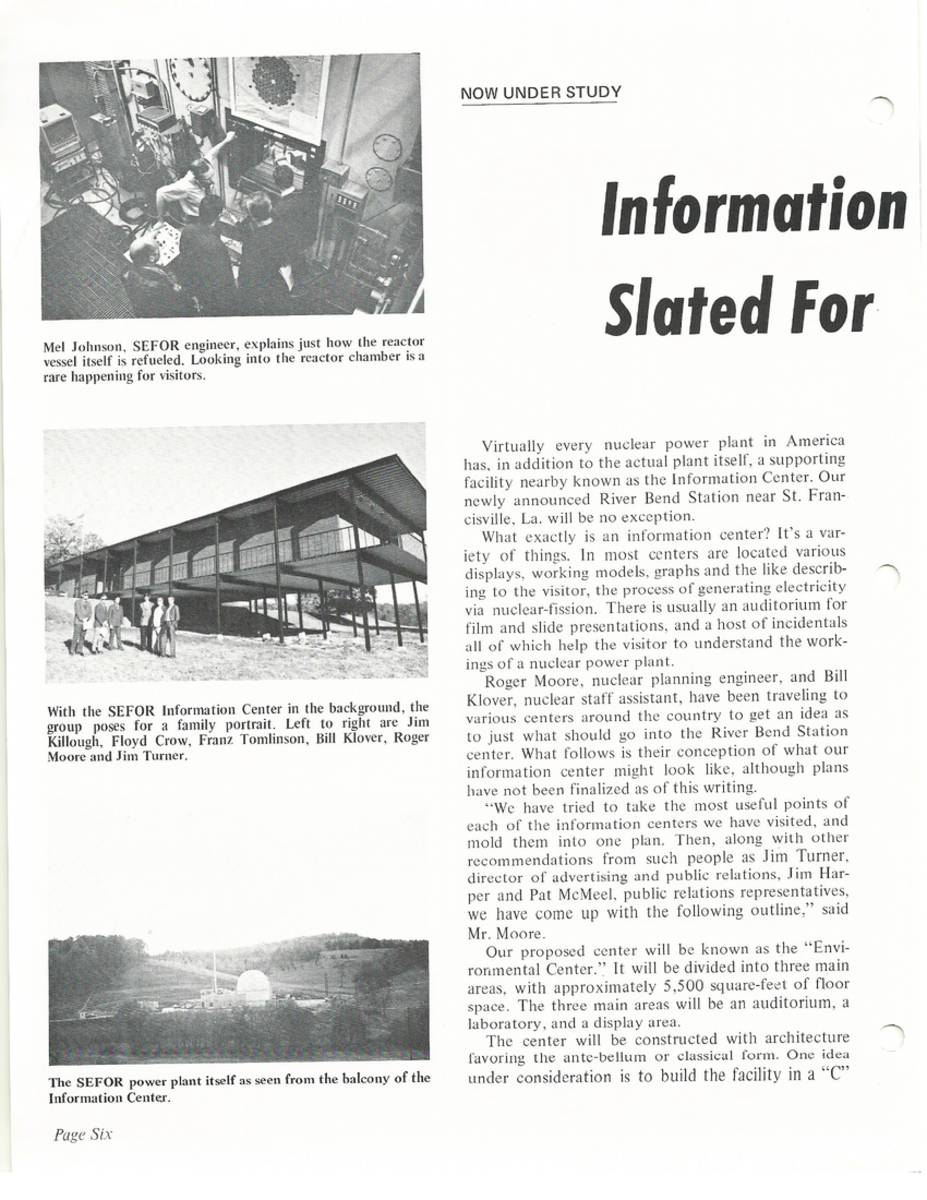 Mel Johnson, SEFOR engineer, explains just how the reactor
vessel itself is refueled. Looking into the reactor chamber is a
rare happening for visitors.
With the SEFOR Information Center in the background, the
group poses for a family portrait. Left to right are Jim
Killough, Floyd Crow, Franz Tomlinson, Bill Klover, Roger
Moore and Jim Turner.
The SEFOR power plant itself as seen from the balcony of the
Information Center.
Page Six
NOW UNDER STUDY
Information
Slated For
Virtually every nuclear power plant in America
has, in addition to the actual plant itself, a supporting
facility nearby known as the Information Center. Our
newly announced River Bend Station near St. Fran-
cisville, La. will be no exception.
What exactly is an information center? It's a var-
iety of things. In most centers are located various
displays, working models, graphs and the like describ-
ing to the visitor, the process of generating electricity
via nuclear-fission. There is usually an auditorium for
film and slide presentations, and a host of incidentals
all of which help the visitor to understand the work-
ings of a nuclear power plant.
Roger Moore, nuclear planning engineer, and Bill
Klover, nuclear staff assistant, have been traveling to
various centers around the country to get an idea as
to just what should go into the River Bend Station
center. What follows is their conception of what our
information center might look like, although plans
have not been finalized as of this writing.
"We have tried to take the most useful points of
each of the information centers we have visited, and
mold them into one plan. Then, along with other
recommendations from such people as Jim Turner,
director of advertising and public relations, Jim Har-
per and Pat McMeel, public relations representatives,
we have come up with the following outline," said
Mr. Moore.
Our proposed center will be known as the "Envi-
ronmental Center." It will be divided into three main
areas, with approximately 5,500 square-feet of floor
space. The three main areas will be an auditorium, a
laboratory, and a display area.
The center will be constructed with architecture
favoring the ante-bellum or classical form. One idea
under consideration is to build the facility in a "C"